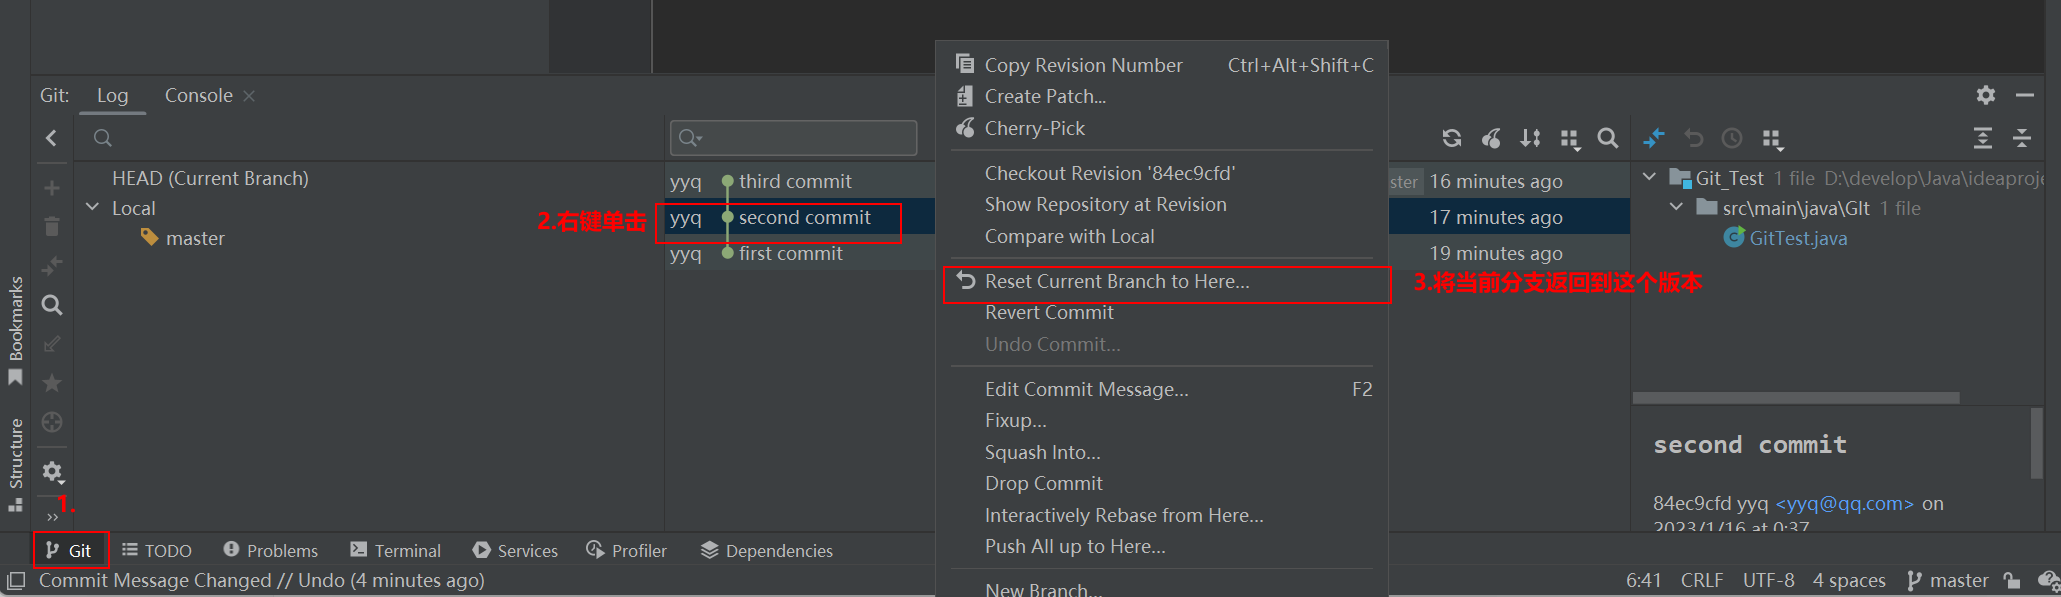 Git: Log Console
HEAD (Current Branch)
Local
master
yyq third commit
16 minutes ago
2.右键单击
yyq second commit
17 minutes ago
yyq first commit
19 minutes ago
Copy Revision Number Ctrl+Alt+Shift+C
Create Patch...
Cherry-Pick
Checkout Revision '84ec9cfd'
Show Repository at Revision
Compare with Local
Reset Current Branch to Here...
3.将当前分支返回到这个版本
Revert Commit
Undo Commit...
Edit Commit Message... F2
Fixup...
Squash Into...
Drop Commit
Interactively Rebase from Here...
Push All up to Here...
New Branch...
Git_Test 1 file D:\develop\Java\ideaproje
src\main\java\GIt 1 file
GitTest.java
second commit
84ec9cfd yyq <yyq@qq.com> on
2023/1/16 at 0:37
Bookmarks
Structure
1.
Git TODO Problems Terminal Services Profiler Dependencies
Commit Message Changed // Undo (4 minutes ago)
6:41 CRLF UTF-8 4 spaces master